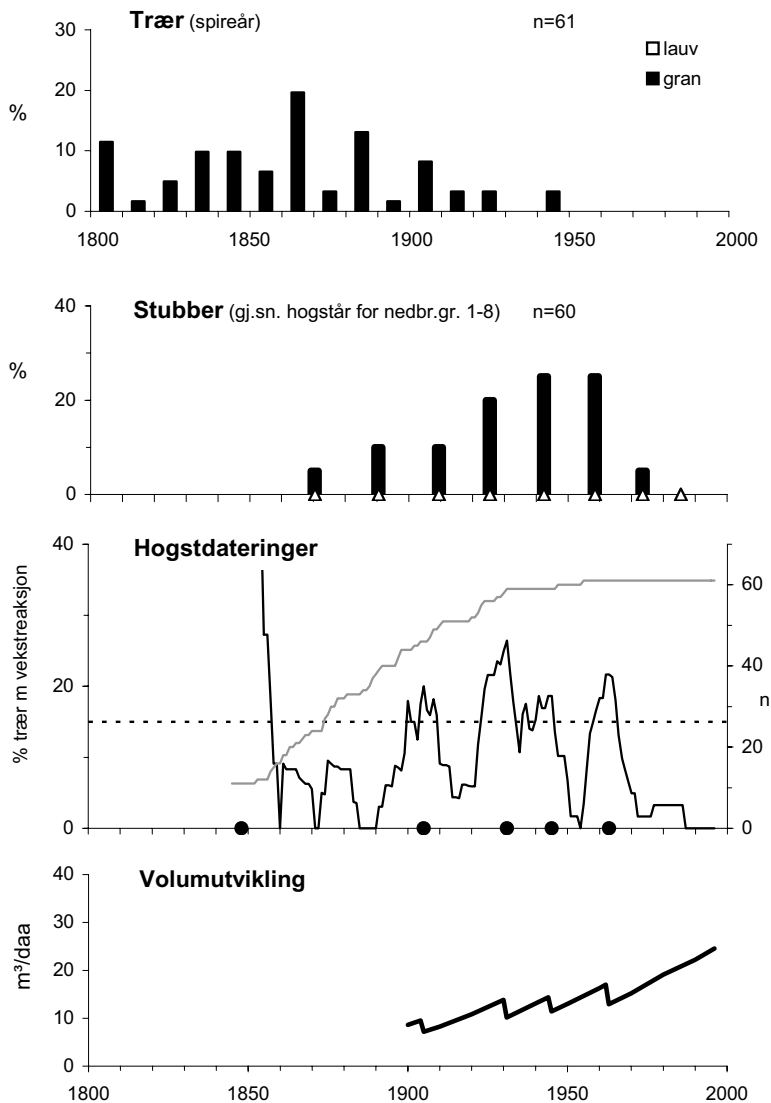 Trær (spireår) n=61
lauv
gran
%
30
20
10
0
1800 1850 1900 1950 2000
Stubber (gj.sn. hogstår for nedbr.gr. 1-8) n=60
%
40
20
0
Hogstdateringer
% trær m vekstreaksjon
40
20
0
60
40
20
0
n
Volumutvikling
m³/daa
40
30
20
10
0
1800 1850 1900 1950 2000